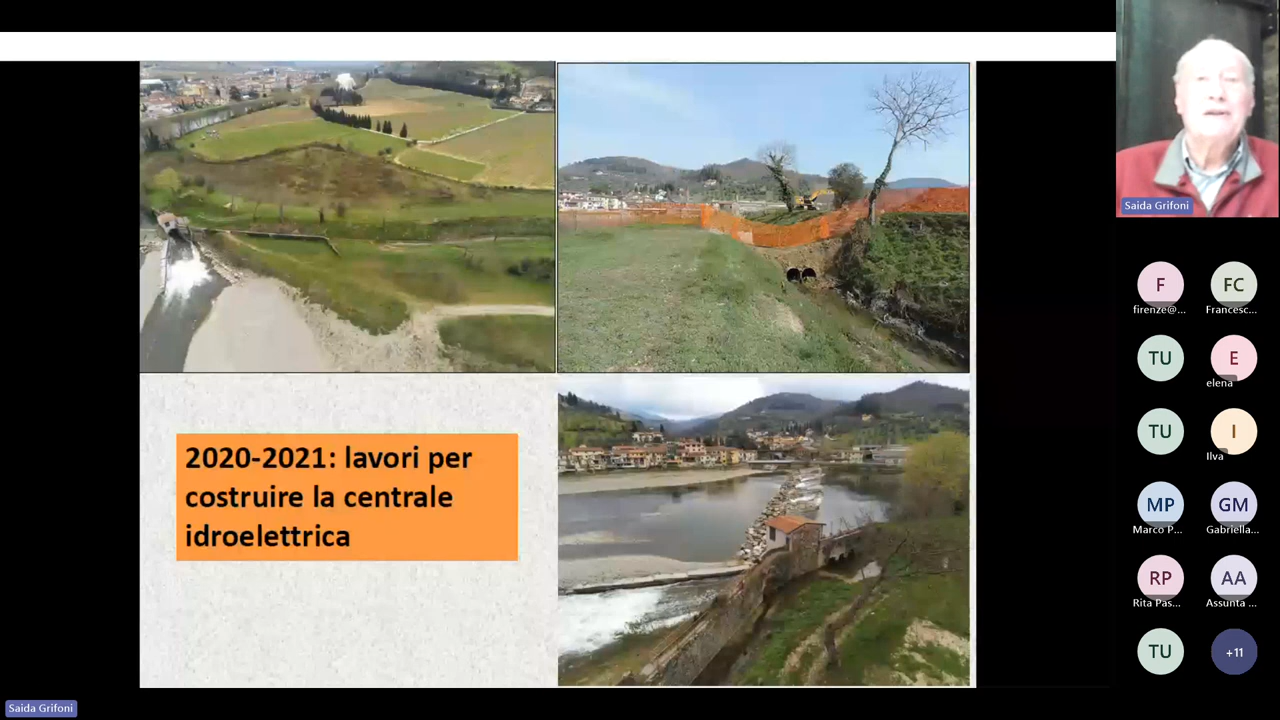 2020-2021: lavori per
costruire la centrale
idroelettrica
Saida Grifoni
F
firenze@...
FC
Francesc...
TU
E
elena
TU
I
Ilva
MP
Marco P...
GM
Gabriella...
RP
Rita Pas...
AA
Assunta ...
TU
+11
Saida Grifoni